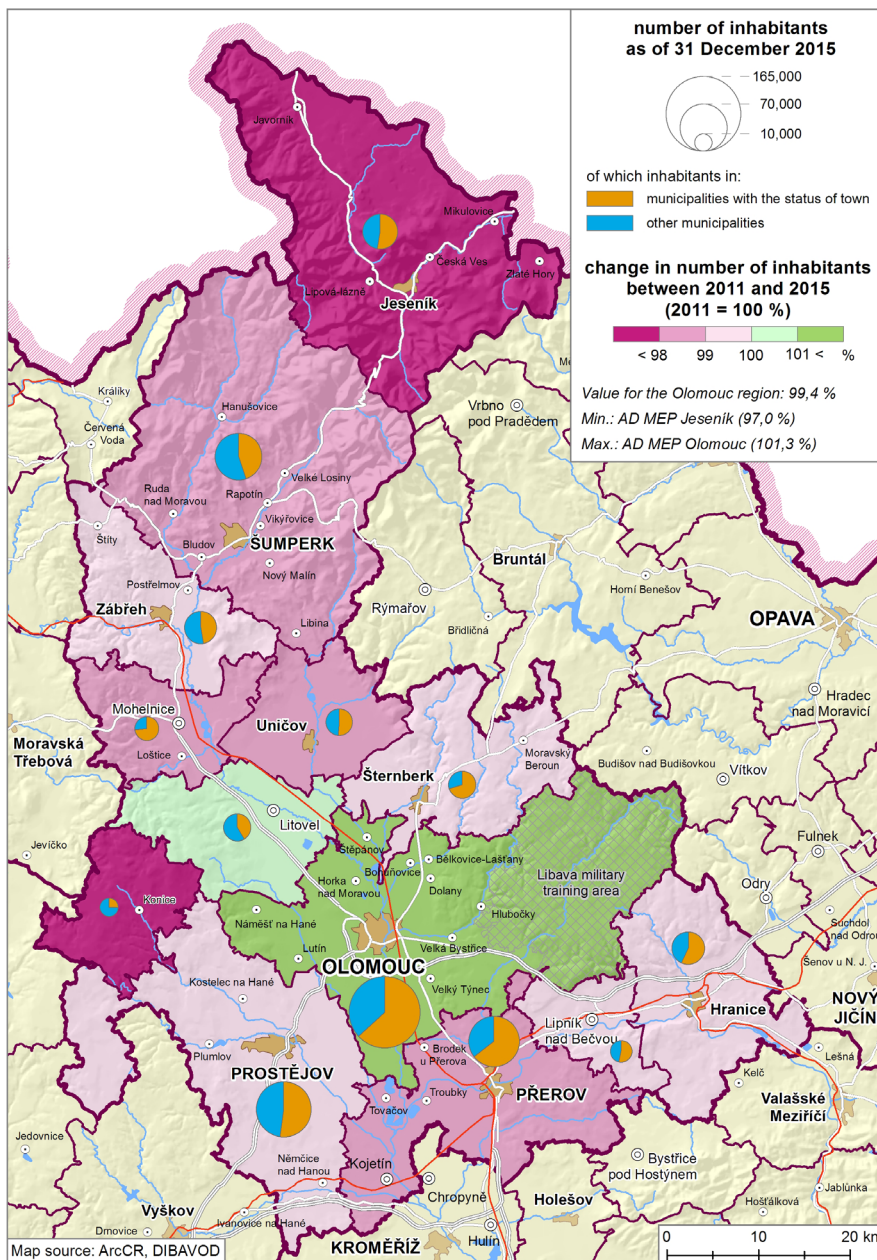 number of inhabitants
as of 31 December 2015
165,000
70,000
10,000
of which inhabitants in:
municipalities with the status of town
other municipalities
change in number of inhabitants
between 2011 and 2015
(2011 = 100 %)
< 98 99 100 101 < %
Value for the Olomouc region: 99,4 %
Min.: AD MEP Jeseník (97,0 %)
Max.: AD MEP Olomouc (101,3 %)
Javorník
Mikulovice
Česká Ves
Zlaté Hory
Lipová-lázně
Jeseník
Králíky
Hanušovice
Vrbno
pod Pradědem
Červená
Voda
Velké Losiny
Ruda
nad Moravou
Rapotín
Vikýřovice
Štíty
ŠUMPERK
Bludov
Bruntál
Nový Malín
Postřelmov
Horní Benešov
Zábřeh
Rýmařov
Libina
Břidličná
OPAVA
Hradec
nad Moravicí
Mohelnice
Uničov
Moravská
Třebová
Loštice
Moravský
Beroun
Budišov nad Budišovkou
Šternberk
Vítkov
Litovel
Fulnek
Jevíčko
Štěpánov
Bělkovice-Lašťany
Bohuňovice
Libava military
training area
Horka
nad Moravou
Dolany
Odry
Konice
Hlubočky
Suchdol
nad Odrou
Náměšť na Hané
Lutín
Velká Bystřice
Šenov u N. J.
OLOMOUC
Velký Týnec
Kostelec na Hané
NOVÝ
JIČÍN
Hranice
Lipník
nad Bečvou
Plumlov
Brodek
u Přerova
Lešná
PROSTĚJOV
Kelč
PŘEROV
Troubky
Tovačov
Valašské
Meziříčí
Jedovnice
Němčice
nad Hanou
Kojetín
Bystřice
pod Hostýnem
Chropyně
Jablůnka
Holešov
Vyškov
Hošťálková
Ivanovice na Hané
Drnovice
Hulín
KROMĚŘÍŽ
0 10 20 km
Map source: ArcCR, DIBAVOD